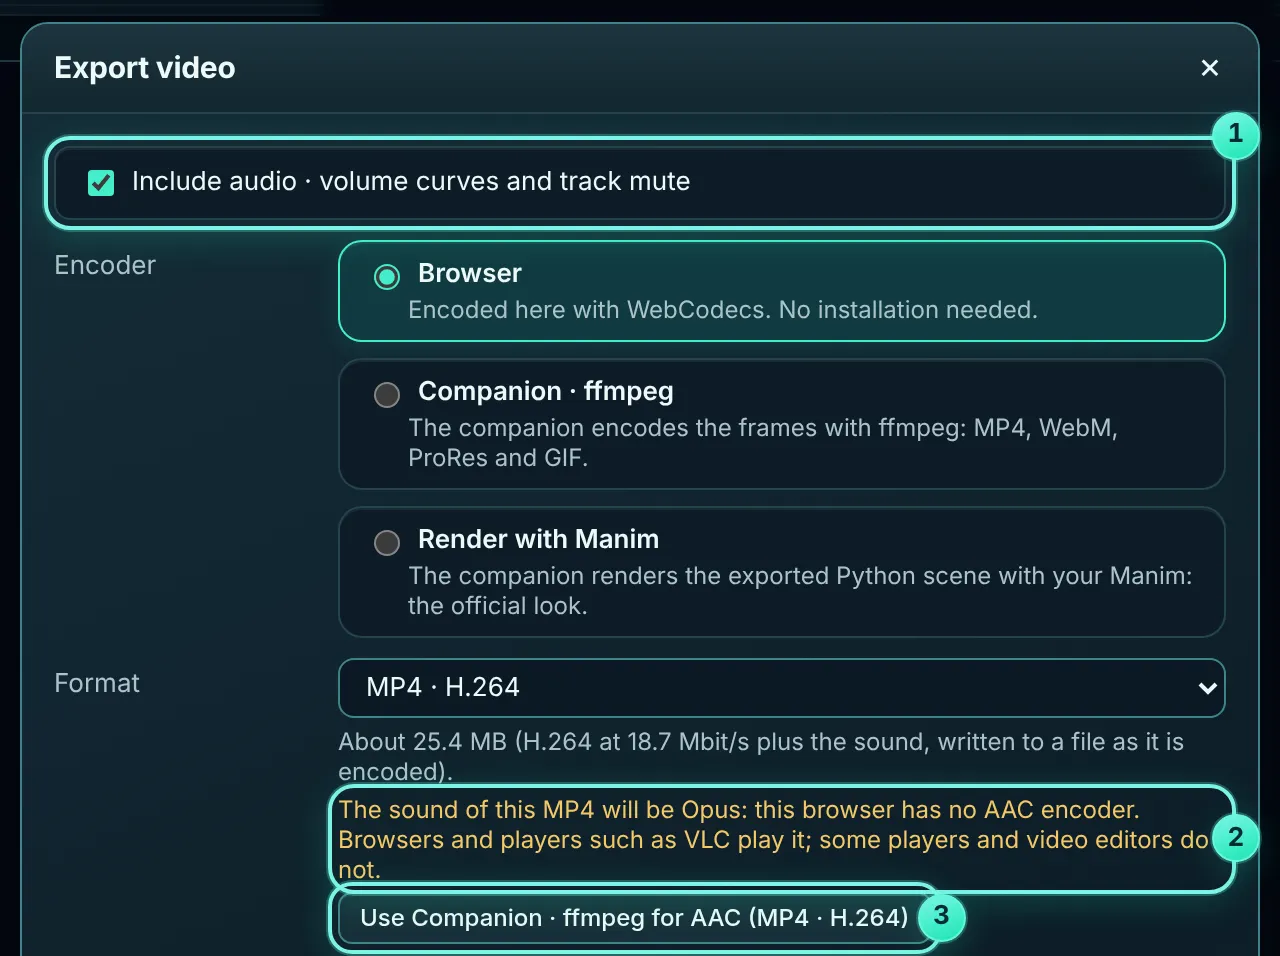 Export video
×
1
Include audio · volume curves and track mute
Encoder
Browser
Encoded here with WebCodecs. No installation needed.
Companion · ffmpeg
The companion encodes the frames with ffmpeg: MP4, WebM,
ProRes and GIF.
Render with Manim
The companion renders the exported Python scene with your Manim:
the official look.
Format
MP4 · H.264
About 25.4 MB (H.264 at 18.7 Mbit/s plus the sound, written to a file as it is
encoded).
The sound of this MP4 will be Opus: this browser has no AAC encoder.
Browsers and players such as VLC play it; some players and video editors do
not.
2
Use Companion · ffmpeg for AAC (MP4 · H.264)
3